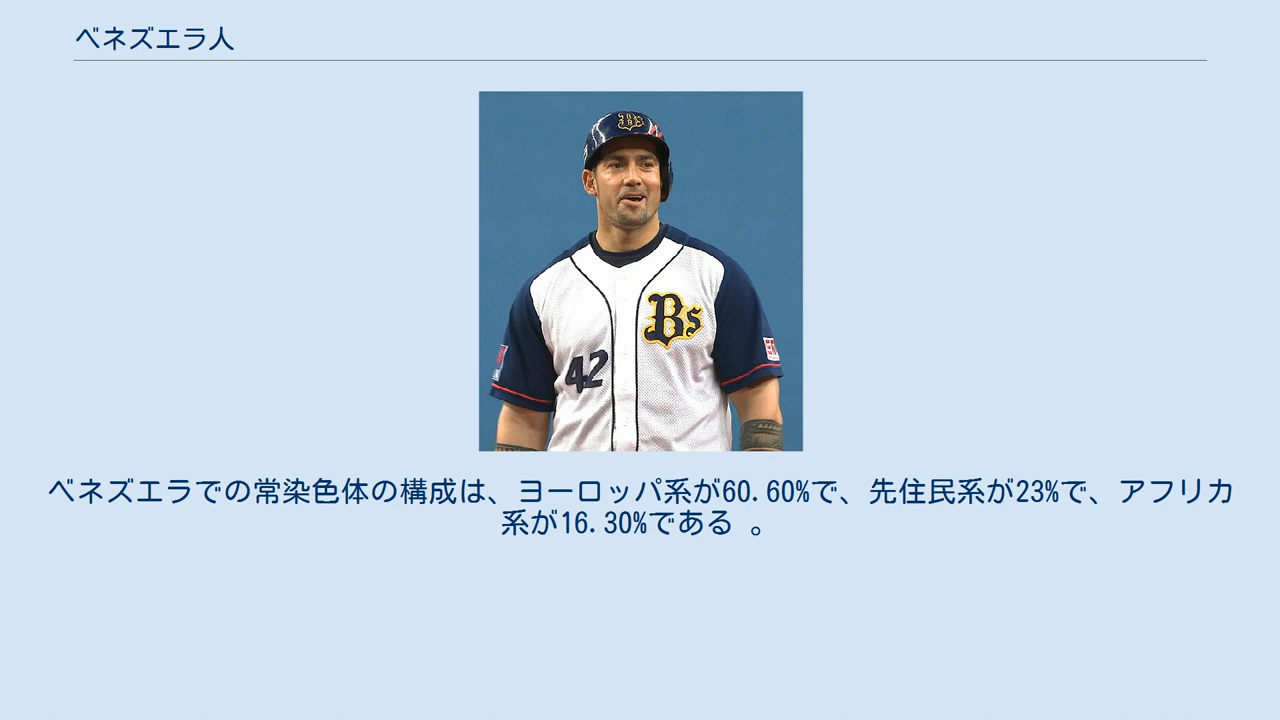 ベネズエラ人
Bs
Bs
42
ベネズエラでの常染色体の構成は、ヨーロッパ系が60.60%で、先住民系が23%で、アフリカ
系が16.30%である 。